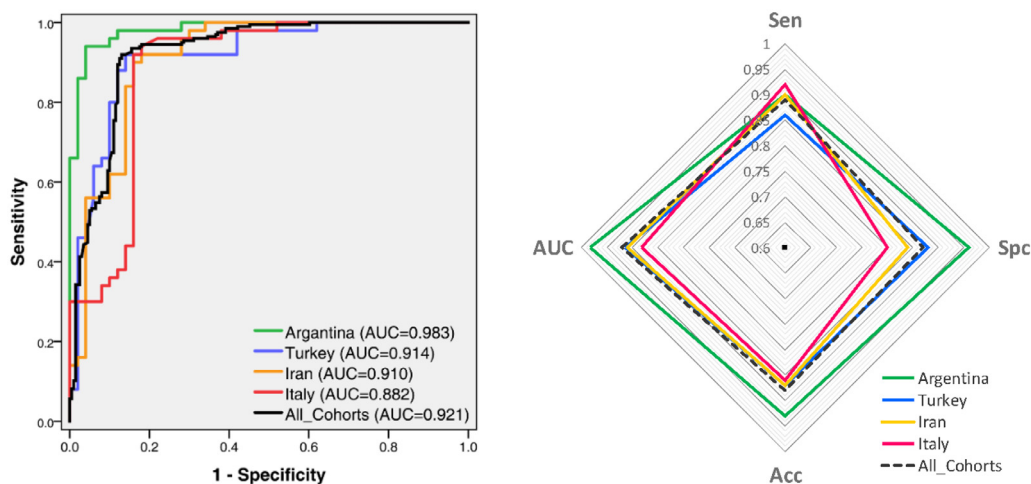 Sensitivity
1.0
0.8
0.6
0.4
0.2
0.0
Argantina (AUC=0.983)
Turkey (AUC=0.914)
Iran (AUC=0.910)
Italy (AUC=0.882)
All_Cohorts (AUC=0.921)
0.0 0.2 0.4 0.6 0.8 1.0
1 - Specificity
Sen
1
0.95
0.9
0.85
0.8
0.75
0.7
0.65
0.6
AUC
Spc
Acc
Argentina
Turkey
Iran
Italy
All_Cohorts